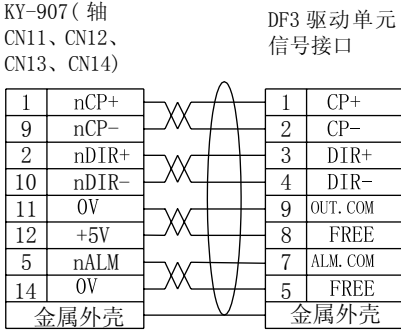 KY-907(轴
CN11、CN12、
CN13、CN14)
DF3 驱动单元
信号接口
1 nCP+ 1 CP+
9 nCP- 2 CP-
2 nDIR+ 3 DIR+
10 nDIR- 4 DIR-
11 0V 9 OUT.COM
12 +5V 8 FREE
5 nALM 7 ALM.COM
14 0V 5 FREE
金属外壳 金属外壳